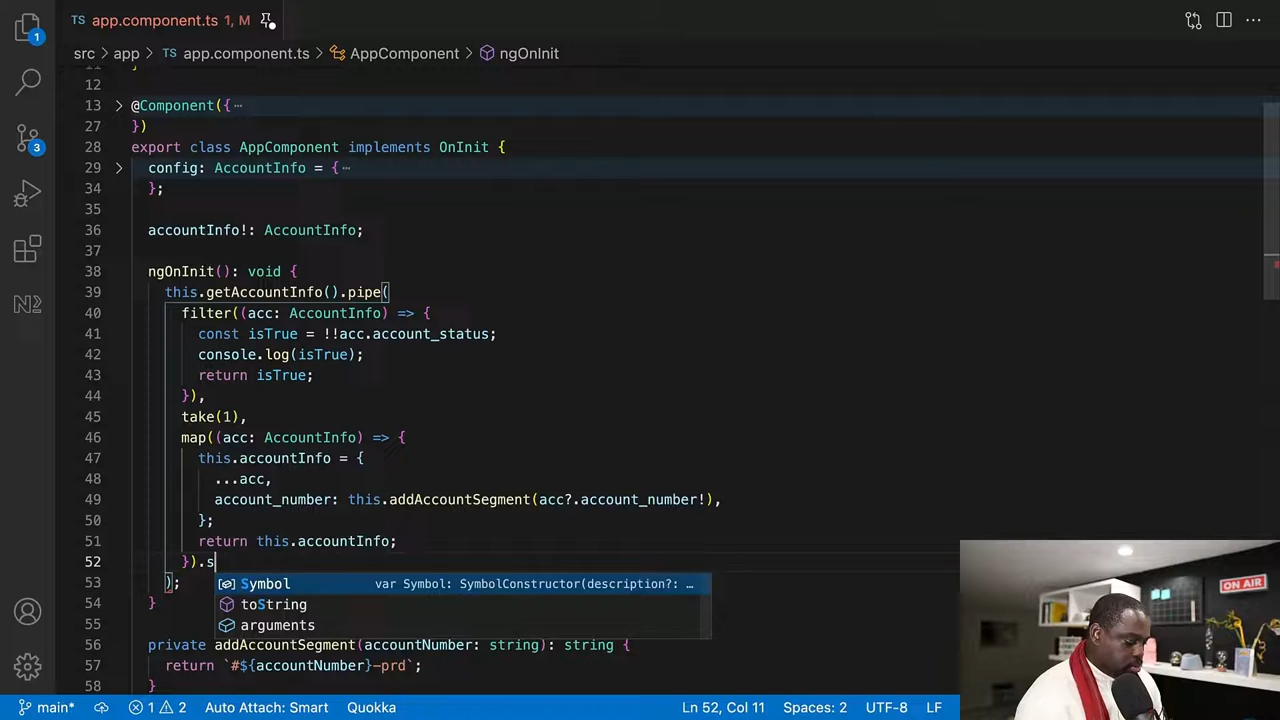 TS app.component.ts 1, M
src > app > TS app.component.ts > AppComponent > ngOnInit
12
13 > @Component({ ⋯
27 })
28 export class AppComponent implements OnInit {
29 > config: AccountInfo = { ⋯
34 };
35
36 accountInfo!: AccountInfo;
37
38 ngOnInit(): void {
39 this.getAccountInfo().pipe(
40 filter((acc: AccountInfo) => {
41 const isTrue = !!acc.account_status;
42 console.log(isTrue);
43 return isTrue;
44 }),
45 take(1),
46 map((acc: AccountInfo) => {
47 this.accountInfo = {
48 ...acc,
49 account_number: this.addAccountSegment(acc?.account_number!),
50 };
51 return this.accountInfo;
52 }).s
Symbol var Symbol: SymbolConstructor(description?: …
53 );
toString
54 }
arguments
55
56 private addAccountSegment(accountNumber: string): string {
57 return `#${accountNumber}-prd`;
58 }
1
3
N2
ON AIR
main* 1 2 Auto Attach: Smart Quokka Ln 52, Col 11 Spaces: 2 UTF-8 LF